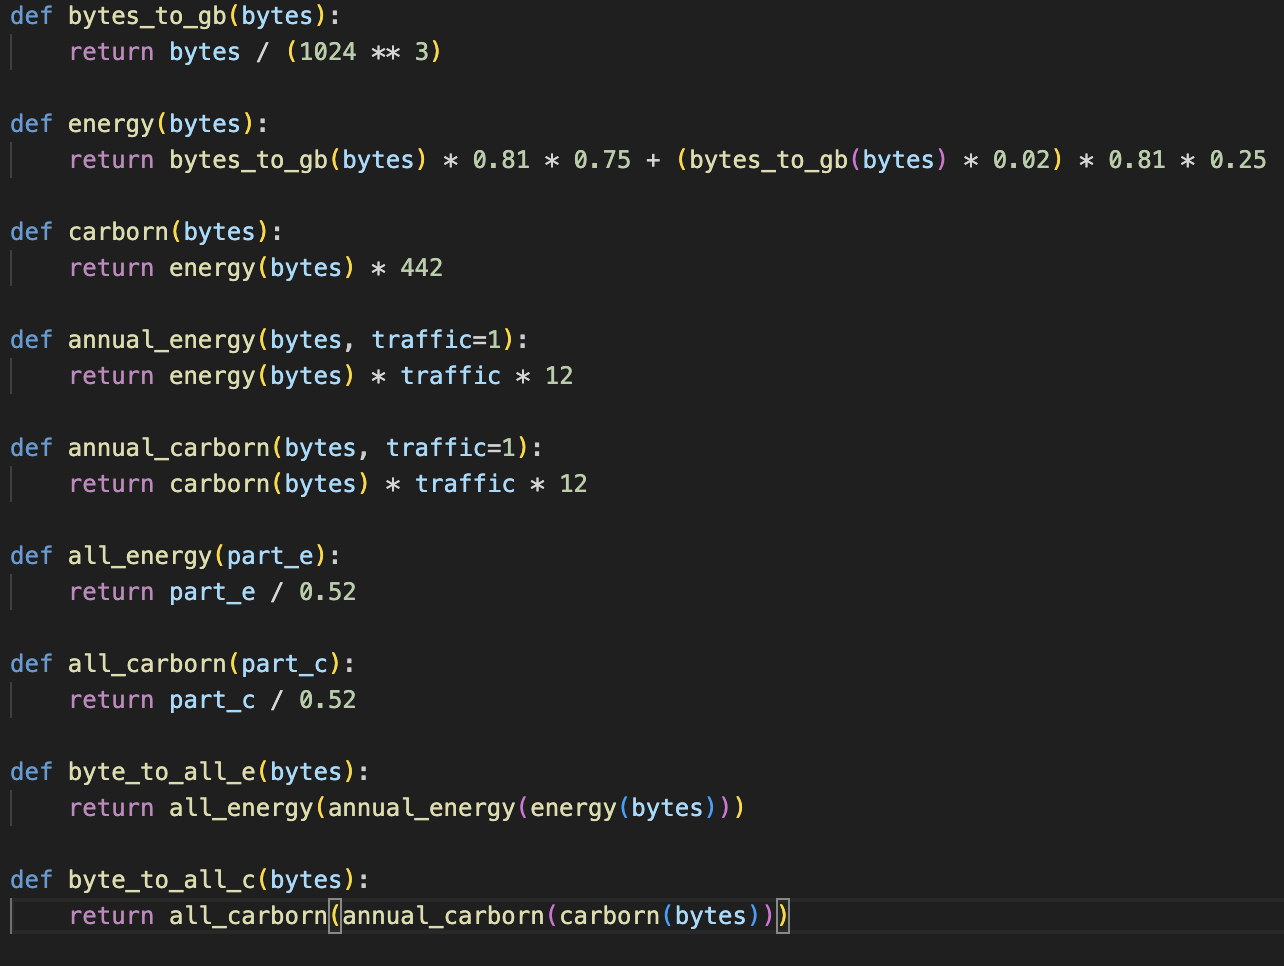 def bytes_to_gb(bytes):
    return bytes / (1024 ** 3)
def energy(bytes):
    return bytes_to_gb(bytes) * 0.81 * 0.75 + (bytes_to_gb(bytes) * 0.02) * 0.81 * 0.25
def carborn(bytes):
    return energy(bytes) * 442
def annual_energy(bytes, traffic=1):
    return energy(bytes) * traffic * 12
def annual_carborn(bytes, traffic=1):
    return carborn(bytes) * traffic * 12
def all_energy(part_e):
    return part_e / 0.52
def all_carborn(part_c):
    return part_c / 0.52
def byte_to_all_e(bytes):
    return all_energy(annual_energy(energy(bytes)))
def byte_to_all_c(bytes):
    return all_carborn(annual_carborn(carborn(bytes)))